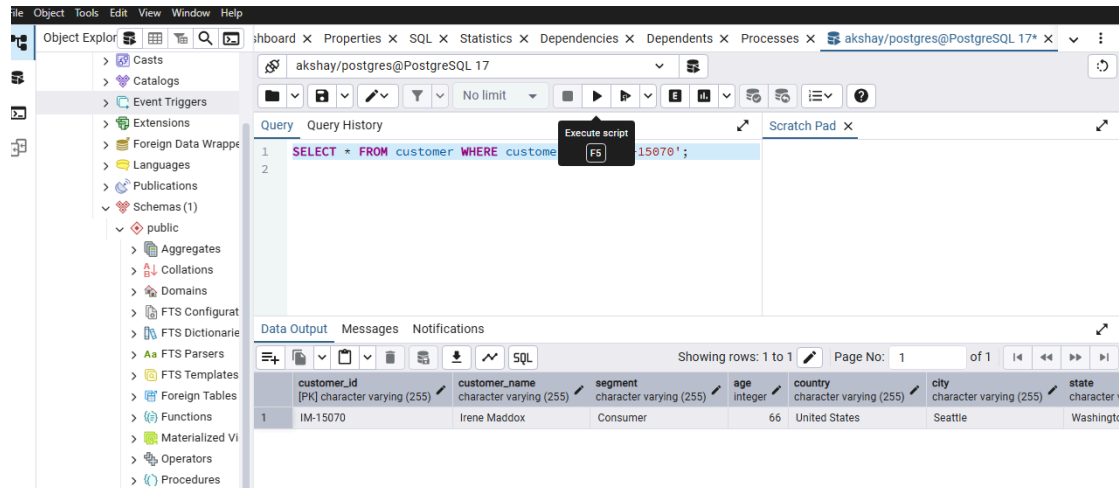 File Object Tools Edit View Window Help
Object Explor
shboard Properties SQL Statistics Dependencies Dependents Processes akshay/postgres@PostgreSQL 17*
Casts
Catalogs
Event Triggers
Extensions
Foreign Data Wrappe
Languages
Publications
Schemas (1)
public
Aggregates
Collations
Domains
FTS Configurat
FTS Dictionarie
Aa FTS Parsers
FTS Templates
Foreign Tables
Functions
Materialized Vi
Operators
Procedures
akshay/postgres@PostgreSQL 17
No limit
E
Query Query History
Execute script
F5
Scratch Pad
1 SELECT * FROM customer WHERE custome -15070';
2
Data Output Messages Notifications
SQL Showing rows: 1 to 1 Page No: 1 of 1
customer_id customer_name segment age country city state
[PK] character varying (255) character varying (255) character varying (255) integer character varying (255) character varying (255) character
1 IM-15070 Irene Maddox Consumer 66 United States Seattle Washingto